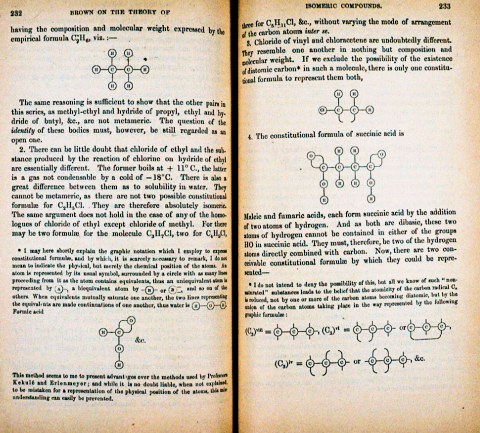 232
BROWN ON THE THEORY OF
having the composition and molecular weight expressed by the
empirical formula C₂H₆, viz. :—
The same reasoning is sufficient to show that the other pairs in
this series, as methyl-ethyl and hydride of propyl, ethyl and hy-
dride of butyl, &c., are not metameric. The question of the
identity of these bodies must, however, be still regarded as an
open one.
2. There can be little doubt that chloride of ethyl and the sub-
stance produced by the reaction of chlorine on hydride of ethyl
are essentially different. The former boils at + 11° C., the latter
is a gas not condensable by a cold of −18°C. There is also a
great difference between them as to solubility in water. They
cannot be metameric, as there are not two possible constitutional
formulæ for C₂H₅Cl. They are therefore absolutely isomeric.
The same argument does not hold in the case of any of the homo-
logues of chloride of ethyl except chloride of methyl. For there
may be two formulæ for the molecule C₃H₇Cl, two for C₄H₉Cl,
* I may here shortly explain the graphic notation which I employ to express
constitutional formulæ, and by which, it is scarcely necessary to remark, I do not
mean to indicate the physical, but merely the chemical position of the atoms. An
atom is represented by its usual symbol, surrounded by a circle with as many lines
proceeding from it as the atom contains equivalents, thus an uniequivalent atom is
represented by A–, a biequivalent atom by –B– or B=, and so on of the
others. When equivalents mutually saturate one another, the two lines representing
the equivalents are made continuous of one another, thus water is H–O–H
Formic acid
O
H C
O &c.
H
This method seems to me to present advantages over the methods used by Professors
Kekulé and Erlenmeyer; and while it is no doubt liable, when not explained,
to be mistaken for a representation of the physical position of the atoms, this mis-
understanding can easily be prevented.
ISOMERIC COMPOUNDS.
233
three for C₅H₁₁Cl, &c., without varying the mode of arrangement
of the carbon atoms inter se.
3. Chloride of vinyl and chloracetene are undoubtedly different.
They resemble one another in nothing but composition and
molecular weight. If we exclude the possibility of the existence
of diatomic carbon* in such a molecule, there is only one constitu-
tional formula to represent them both,
4. The constitutional formula of succinic acid is
Maleic and fumaric acids, each form succinic acid by the addition
of two atoms of hydrogen. And as both are dibasic, these two
atoms of hydrogen cannot be contained in either of the groups
HO in succinic acid. They must, therefore, be two of the hydrogen
atoms directly combined with carbon. Now, there are two con-
ceivable constitutional formulæ by which they could be repre-
sented—
* I do not intend to deny the possibility of this, but all we know of such "non-
saturated" substances tends to the belief that the atomicity of the carbon radical Cₙ
is reduced, not by one or more of the carbon atoms becoming diatomic, but by the
union of the carbon atoms taking place in the way represented by the following
graphic formulæ :